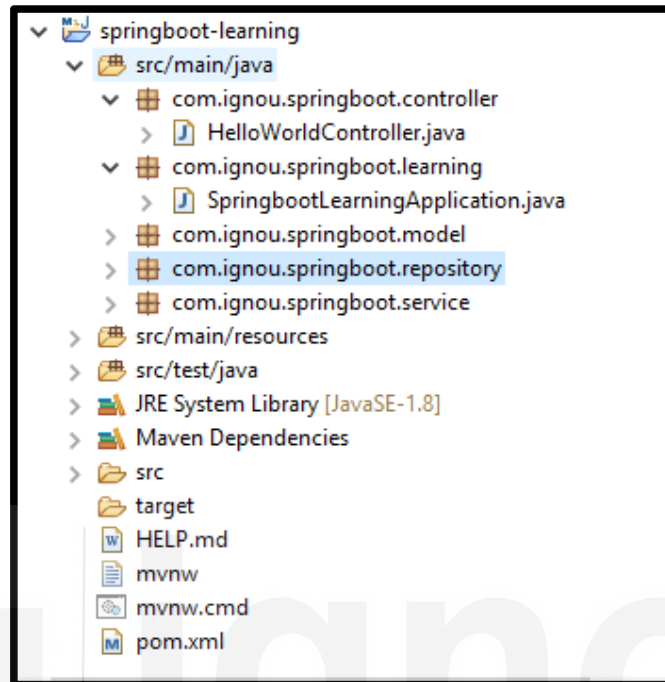 springboot-learning
src/main/java
com.ignou.springboot.controller
HelloWorldController.java
com.ignou.springboot.learning
SpringbootLearningApplication.java
com.ignou.springboot.model
com.ignou.springboot.repository
com.ignou.springboot.service
src/main/resources
src/test/java
JRE System Library [JavaSE-1.8]
Maven Dependencies
src
target
HELP.md
mvnw
mvnw.cmd
pom.xml